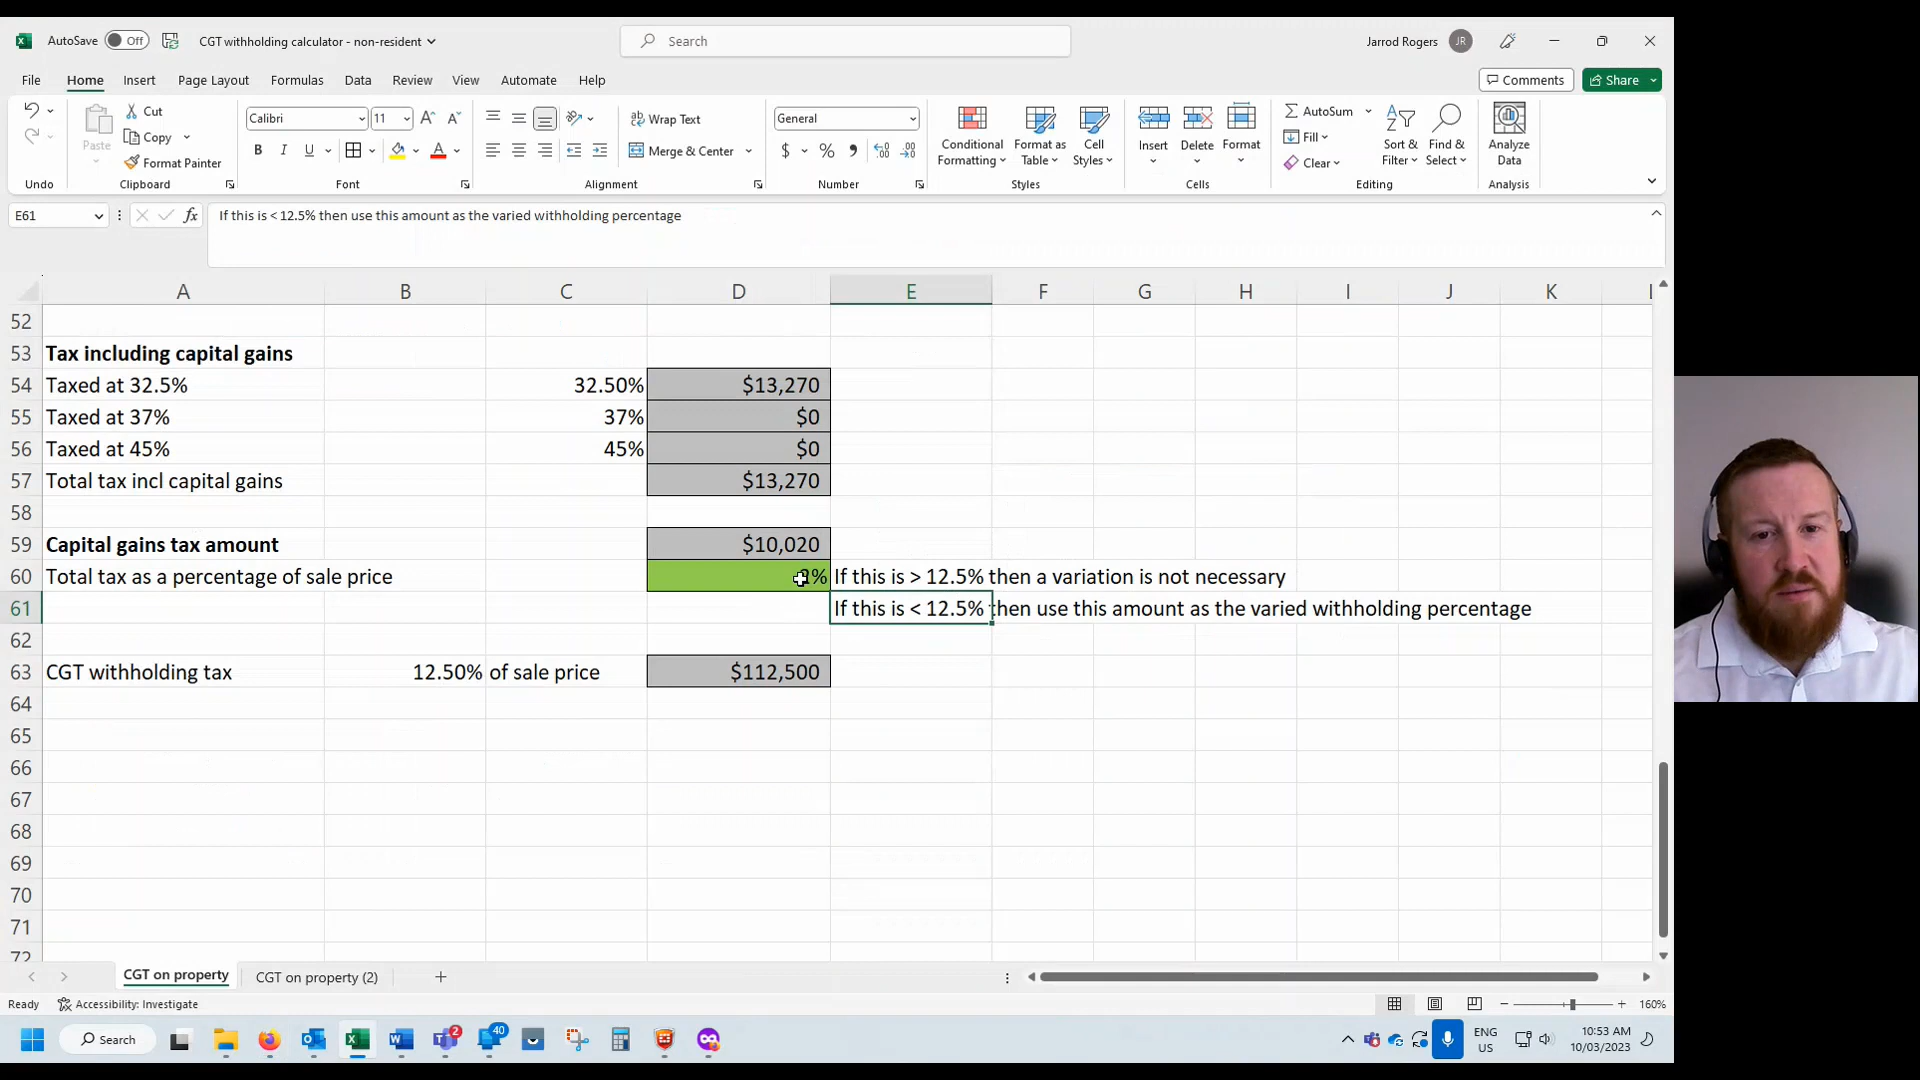 AutoSave Off CGT withholding calculator - non-resident Search Jarrod Rogers JR
File Home Insert Page Layout Formulas Data Review View Automate Help Comments Share
Paste
Cut
Copy
Format Painter
Calibri 11
B I U
Wrap Text
Merge & Center
General
$ % 9
Conditional Formatting
Format as Table
Cell Styles
Insert
Delete
Format
AutoSum
Fill
Clear
Sort & Filter
Find & Select
Analyze Data
Undo Clipboard Font Alignment Number Styles Cells Editing Analysis
E61 fx If this is < 12.5% then use this amount as the varied withholding percentage
A B C D E F G H I J K
52
53 Tax including capital gains
54 Taxed at 32.5% 32.50% $13,270
55 Taxed at 37% 37% $0
56 Taxed at 45% 45% $0
57 Total tax incl capital gains $13,270
58
59 Capital gains tax amount $10,020
60 Total tax as a percentage of sale price % If this is > 12.5% then a variation is not necessary
61 If this is < 12.5% then use this amount as the varied withholding percentage
62
63 CGT withholding tax 12.50% of sale price $112,500
64
65
66
67
68
69
70
71
72
CGT on property CGT on property (2)
Ready Accessibility: Investigate 160%
Search 2 40 ENG US 10:53 AM 10/03/2023